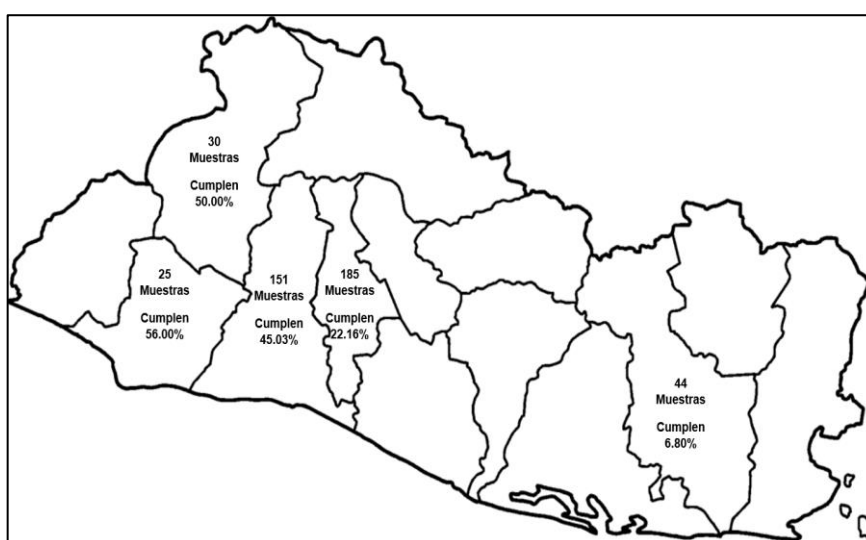 30
Muestras
Cumplen
50.00%
25
Muestras
Cumplen
56.00%
151
Muestras
Cumplen
45.03%
185
Muestras
Cumplen
22.16%
44
Muestras
Cumplen
6.80%